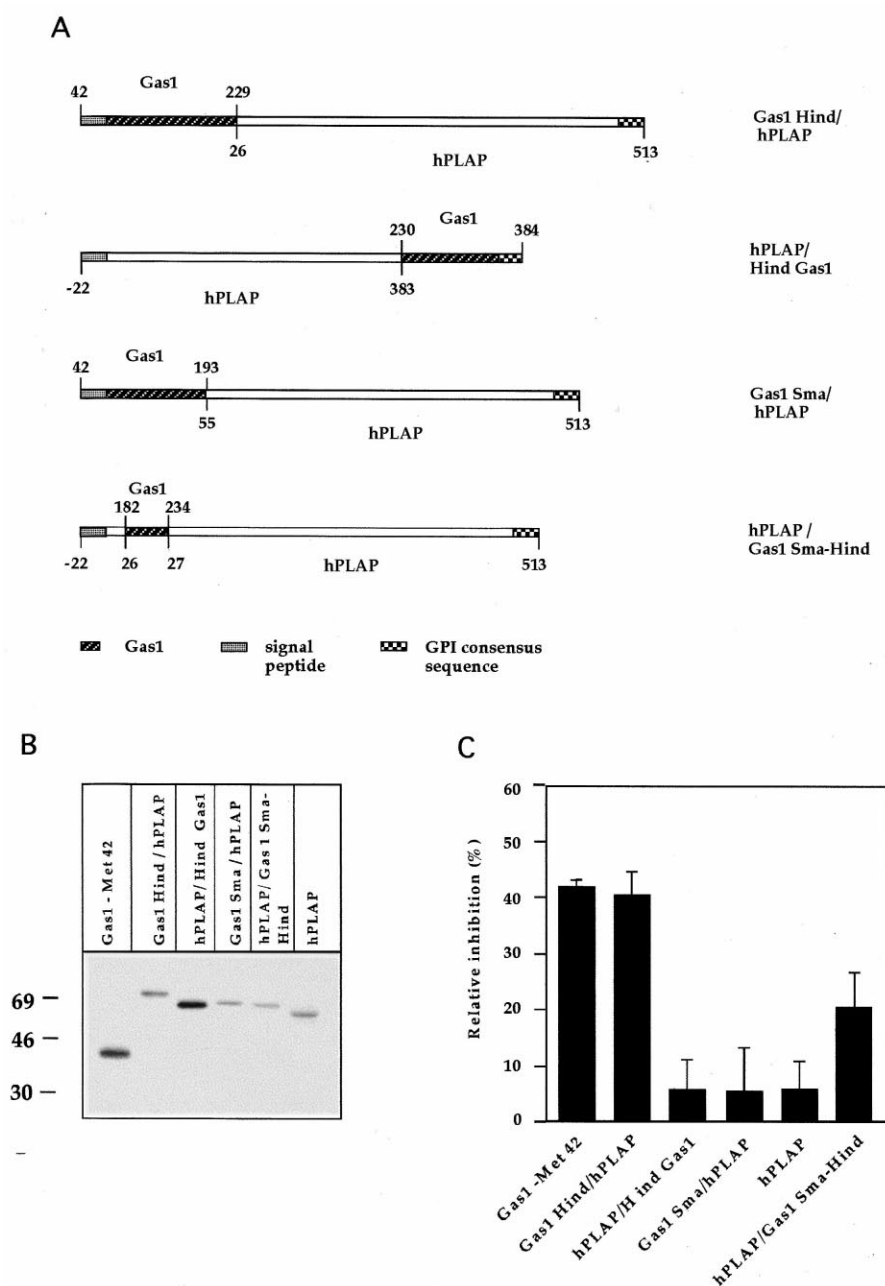 A
Gas1
42 229
Gas1 Hind/
hPLAP
26 513
hPLAP
Gas1
230 384
hPLAP/
Hind Gas1
-22 383
hPLAP
Gas1
42 193
Gas1 Sma/
hPLAP
55 513
hPLAP
Gas1
182 234
hPLAP /
Gas1 Sma-Hind
-22 26 27 513
hPLAP
Gas1 signal GPI consensus
peptide sequence
B
Gas1 - Met 42
Gas1 Hind / hPLAP
hPLAP/ Hind Gas1
Gas1 Sma / hPLAP
hPLAP/ Gas 1 Sma-
Hind
hPLAP
69
46
30
C
Relative inhibition (%)
60
50
40
30
20
10
0
Gas1 -Met 42
Gas1 Hind/hPLAP
hPLAP/H ind Gas1
Gas1 Sma/hPLAP
hPLAP
hPLAP/Gas1 Sma-Hind